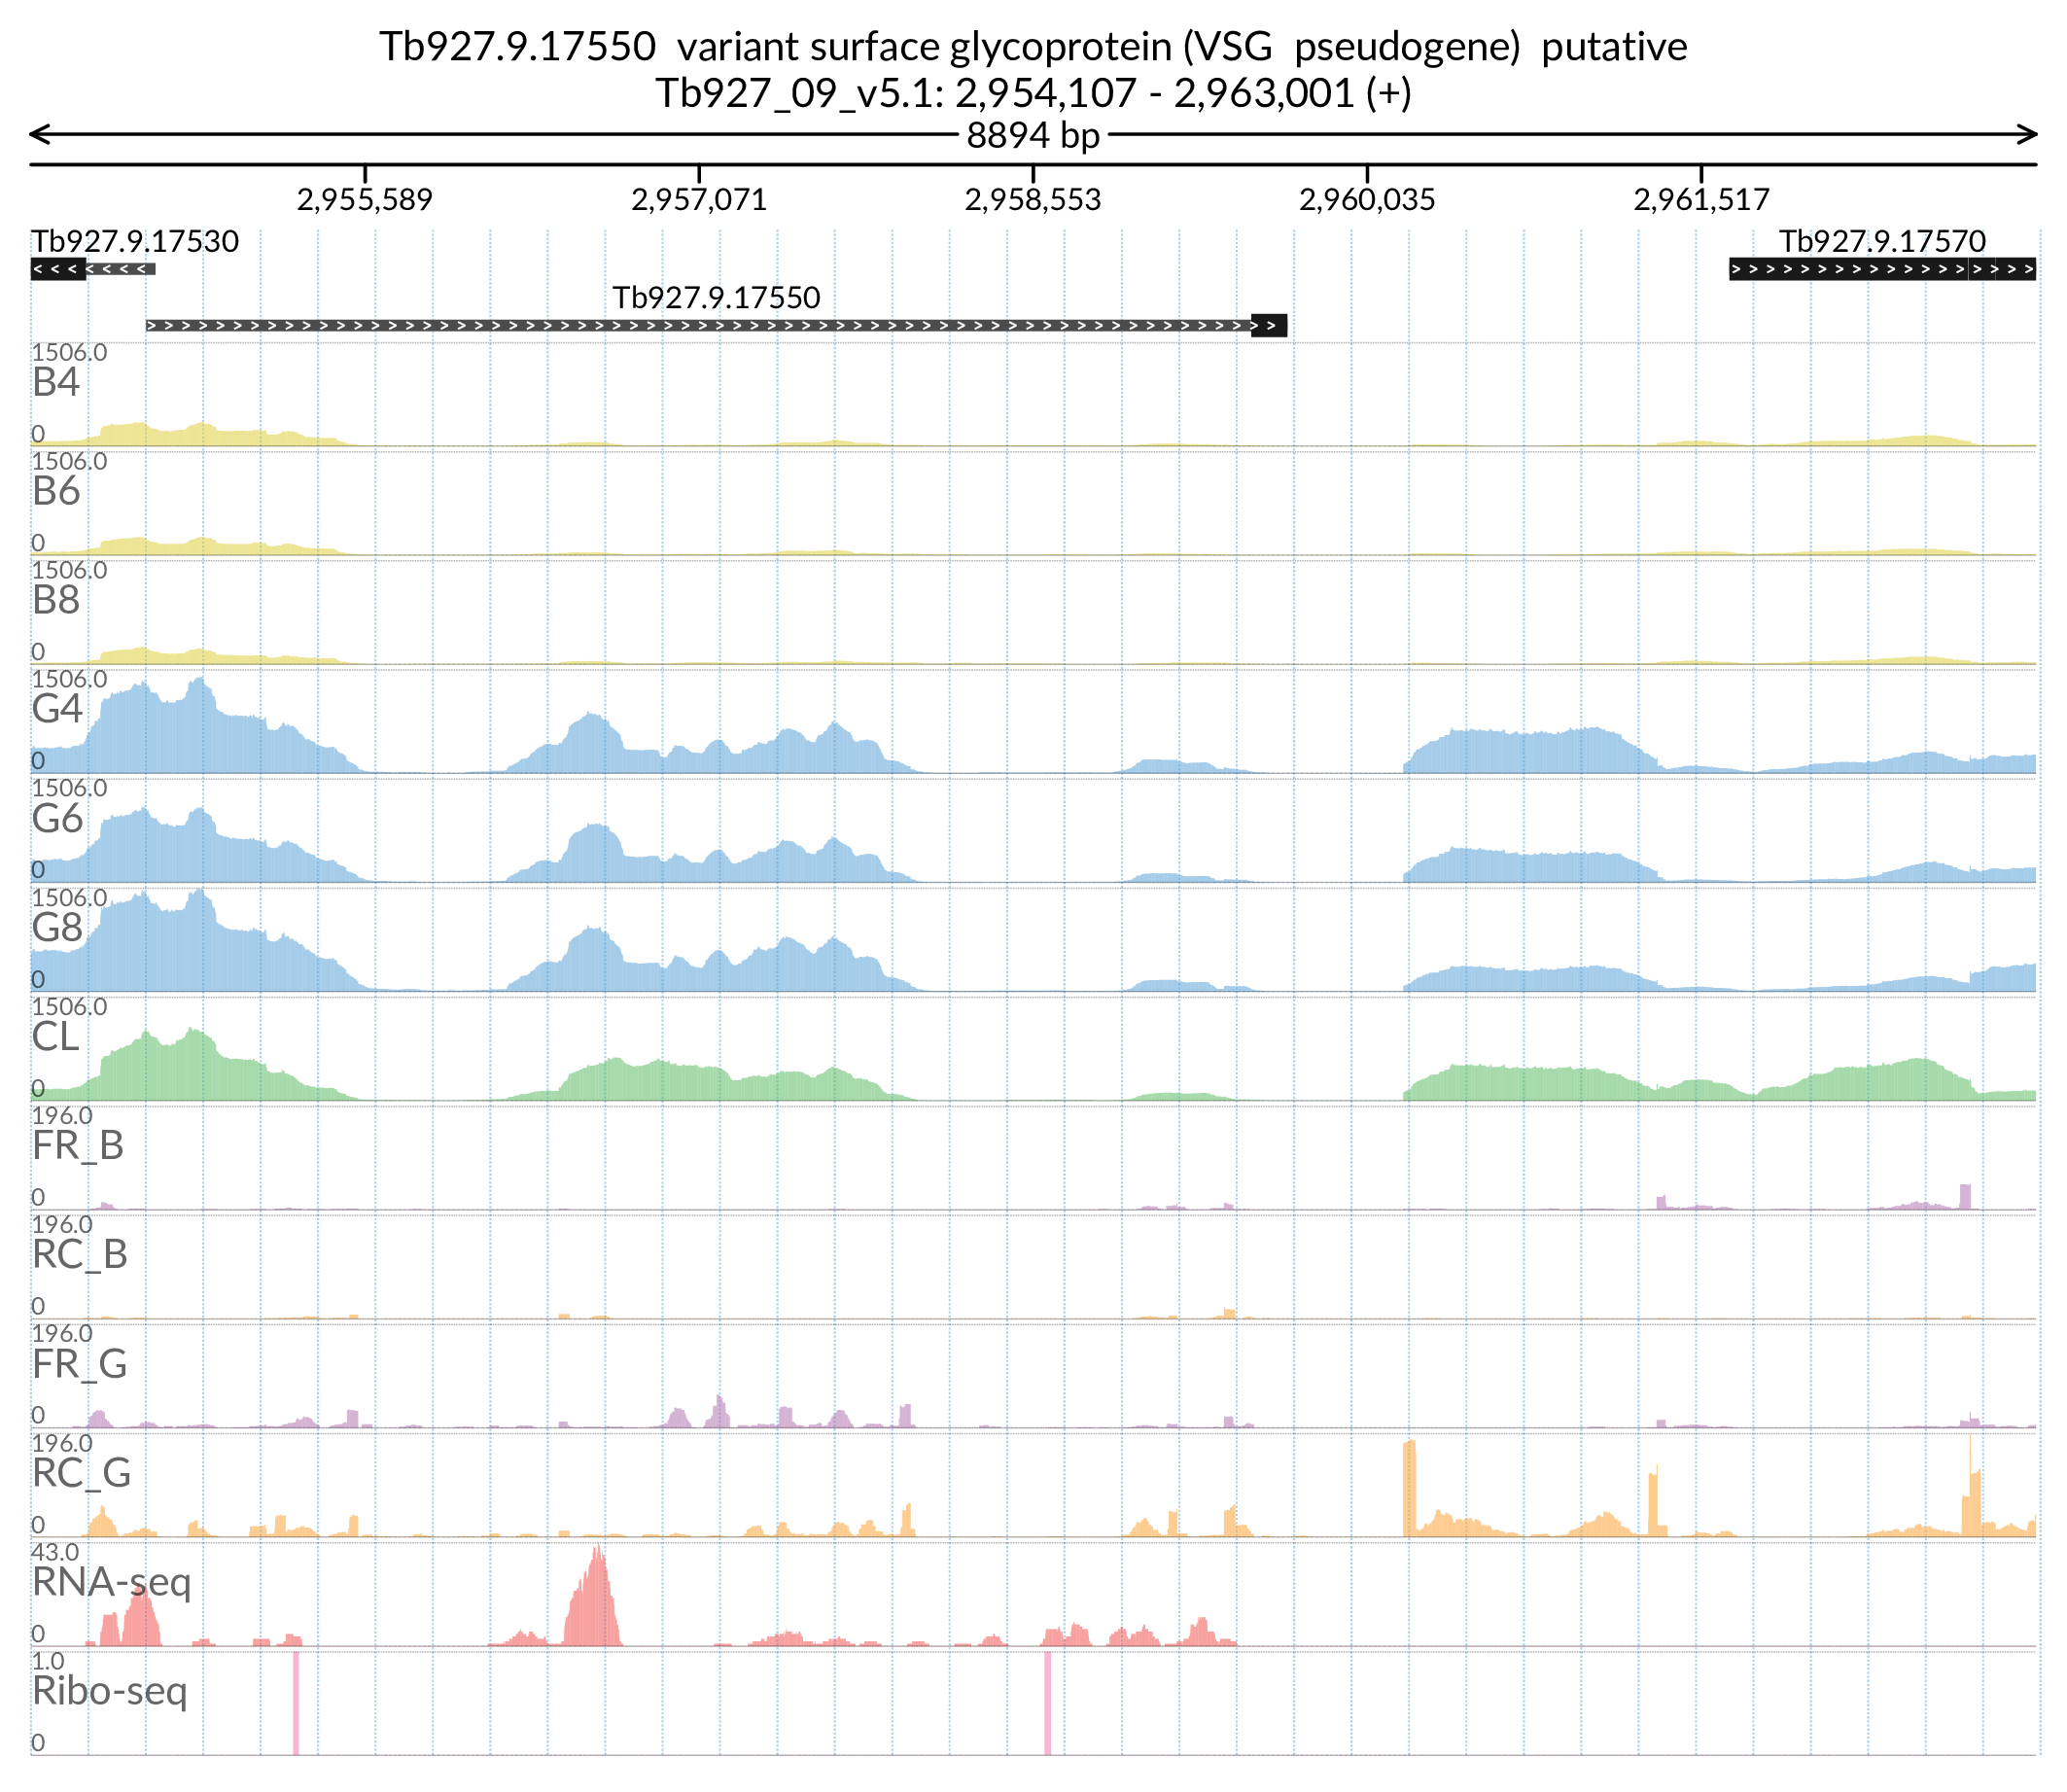 Tb927.9.17550  variant surface glycoprotein (VSG  pseudogene)  putative
Tb927_09_v5.1: 2,954,107 - 2,963,001 (+)
8894 bp
2,955,589 2,957,071 2,958,553 2,960,035 2,961,517
Tb927.9.17530 Tb927.9.17570
Tb927.9.17550
1506.0
B4
0
1506.0
B6
0
1506.0
B8
0
1506.0
G4
0
1506.0
G6
0
1506.0
G8
0
1506.0
CL
0
196.0
FR_B
0
196.0
RC_B
0
196.0
FR_G
0
196.0
RC_G
0
43.0
RNA-seq
0
1.0
Ribo-seq
0